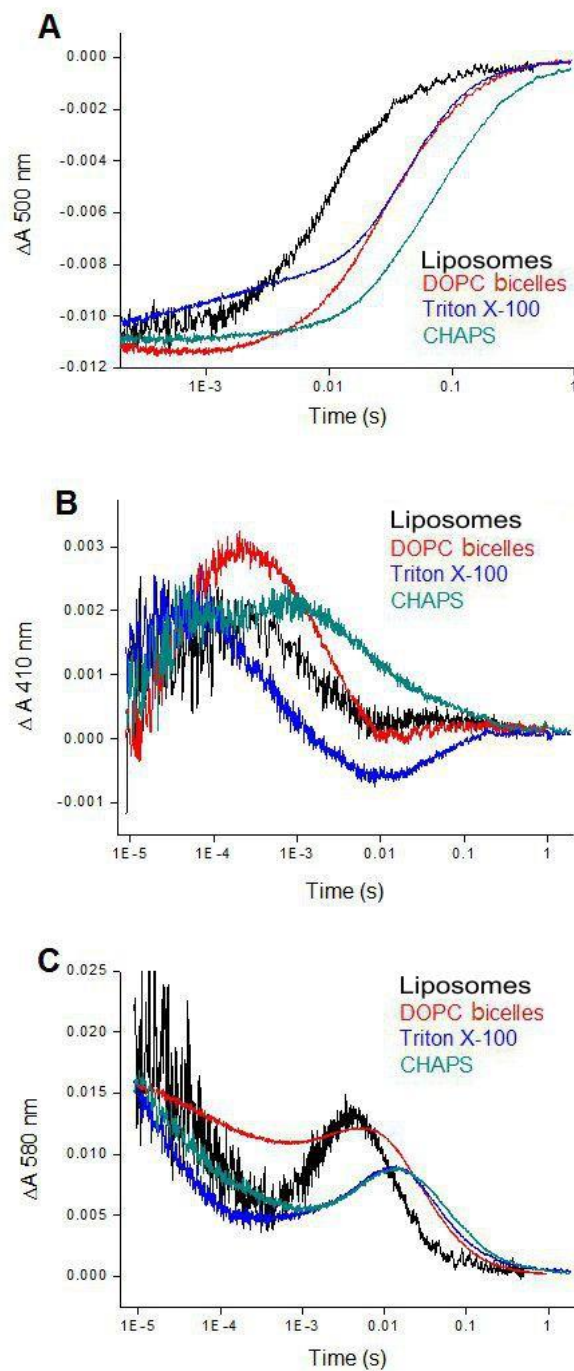 A
0.000
-0.002
-0.004
-0.006
-0.008
-0.010
-0.012
ΔA 500 nm
Liposomes
DOPC bicelles
Triton X-100
CHAPS
1E-3
0.01
0.1
1
Time (s)
B
0.003
0.002
0.001
0.000
-0.001
Δ A 410 nm
Liposomes
DOPC bicelles
Triton X-100
CHAPS
1E-5
1E-4
1E-3
0.01
0.1
1
Time (s)
C
0.025
0.020
0.015
0.010
0.005
0.000
ΔA 580 nm
Liposomes
DOPC bicelles
Triton X-100
CHAPS
1E-5
1E-4
1E-3
0.01
0.1
1
Time (s)